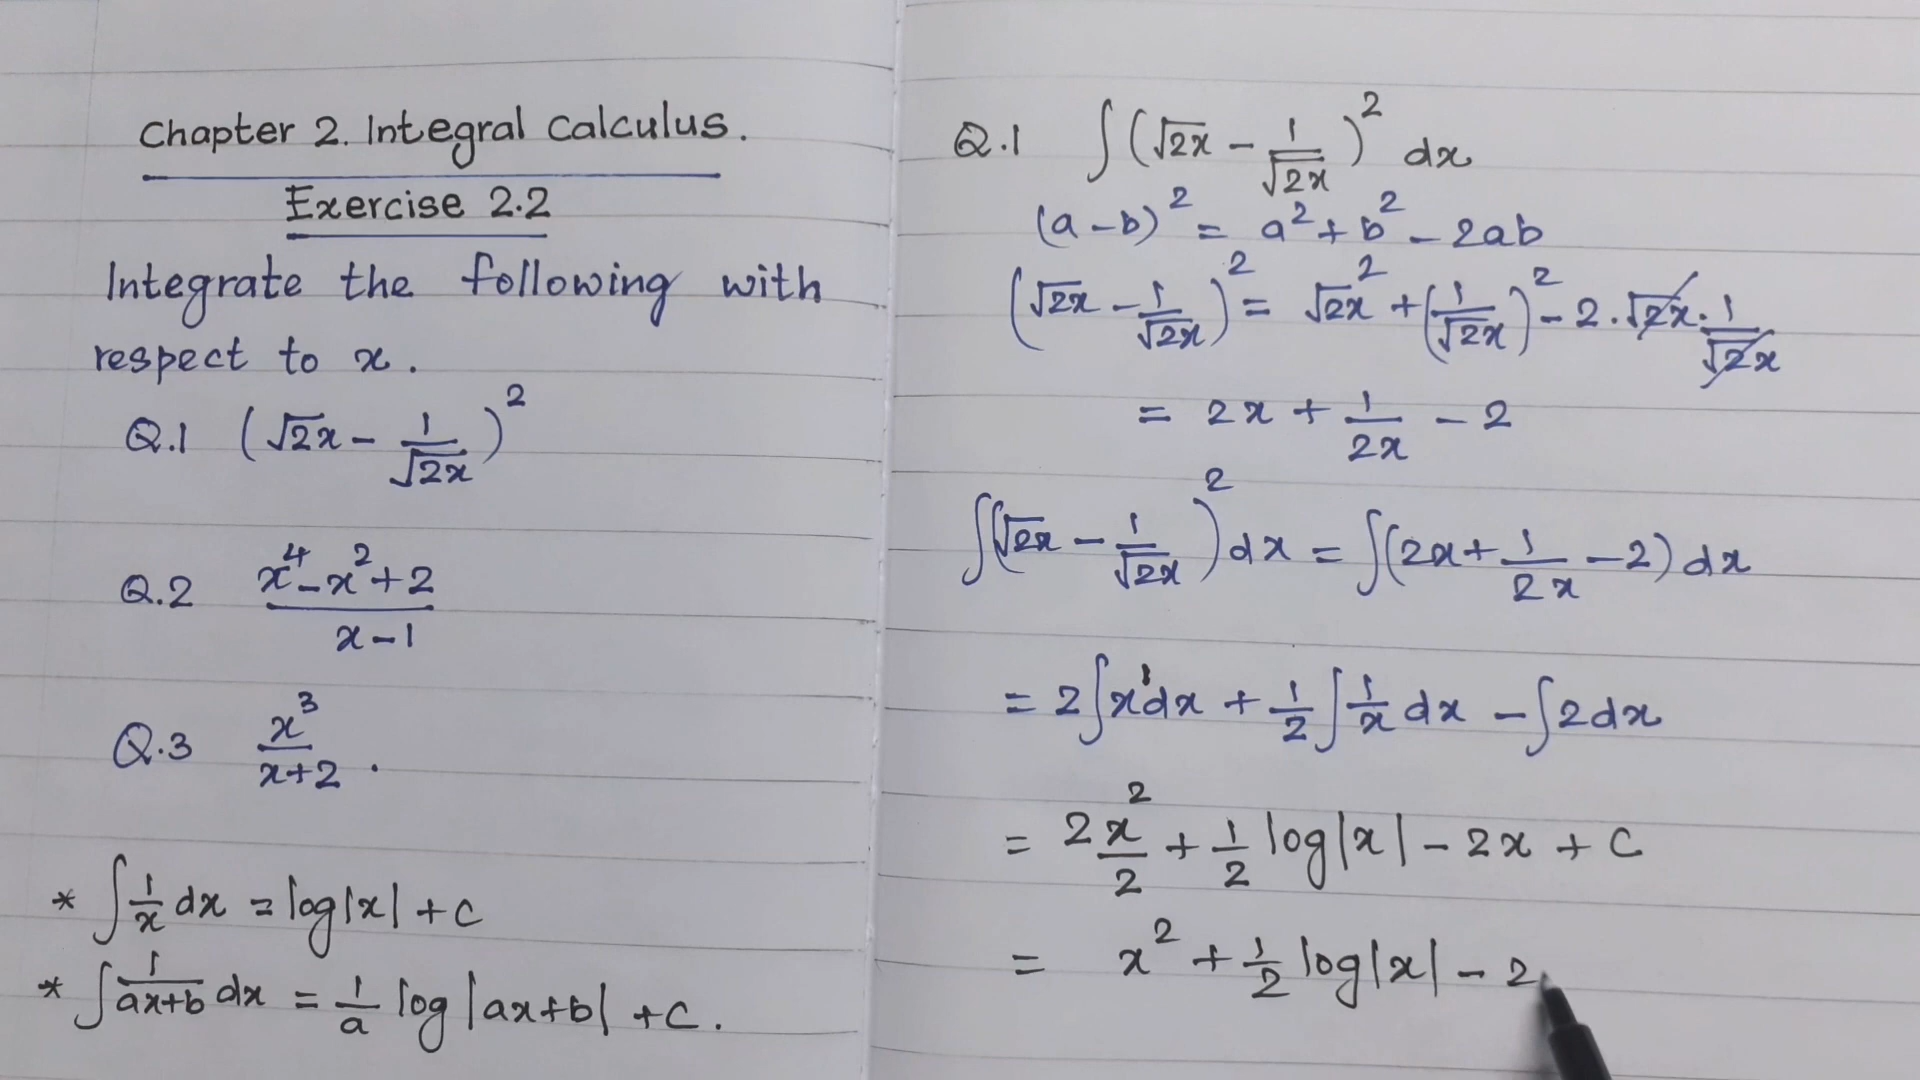 Chapter 2. Integral Calculus.
Exercise 2.2
Integrate the following with
respect to x.
Q.1 (√2x - 1/√2x)²
Q.2 x⁴-x²+2 / x-1
Q.3 x³ / x+2 .
* ∫ 1/x dx = log|x| + c
* ∫ 1/ax+b dx = 1/a log |ax+b| + c.
Q.1 ∫ (√2x - 1/√2x)² dx
(a-b)² = a² + b² - 2ab
(√2x - 1/√2x)² = √2x² + (1/√2x)² - 2 . √2x . 1/√2x
= 2x + 1/2x - 2
∫(√2x - 1/√2x)² dx = ∫(2x + 1/2x - 2) dx
= 2∫x¹dx + 1/2 ∫ 1/x dx - ∫2dx
= 2 x²/2 + 1/2 log|x| - 2x + c
= x² + 1/2 log|x| - 2